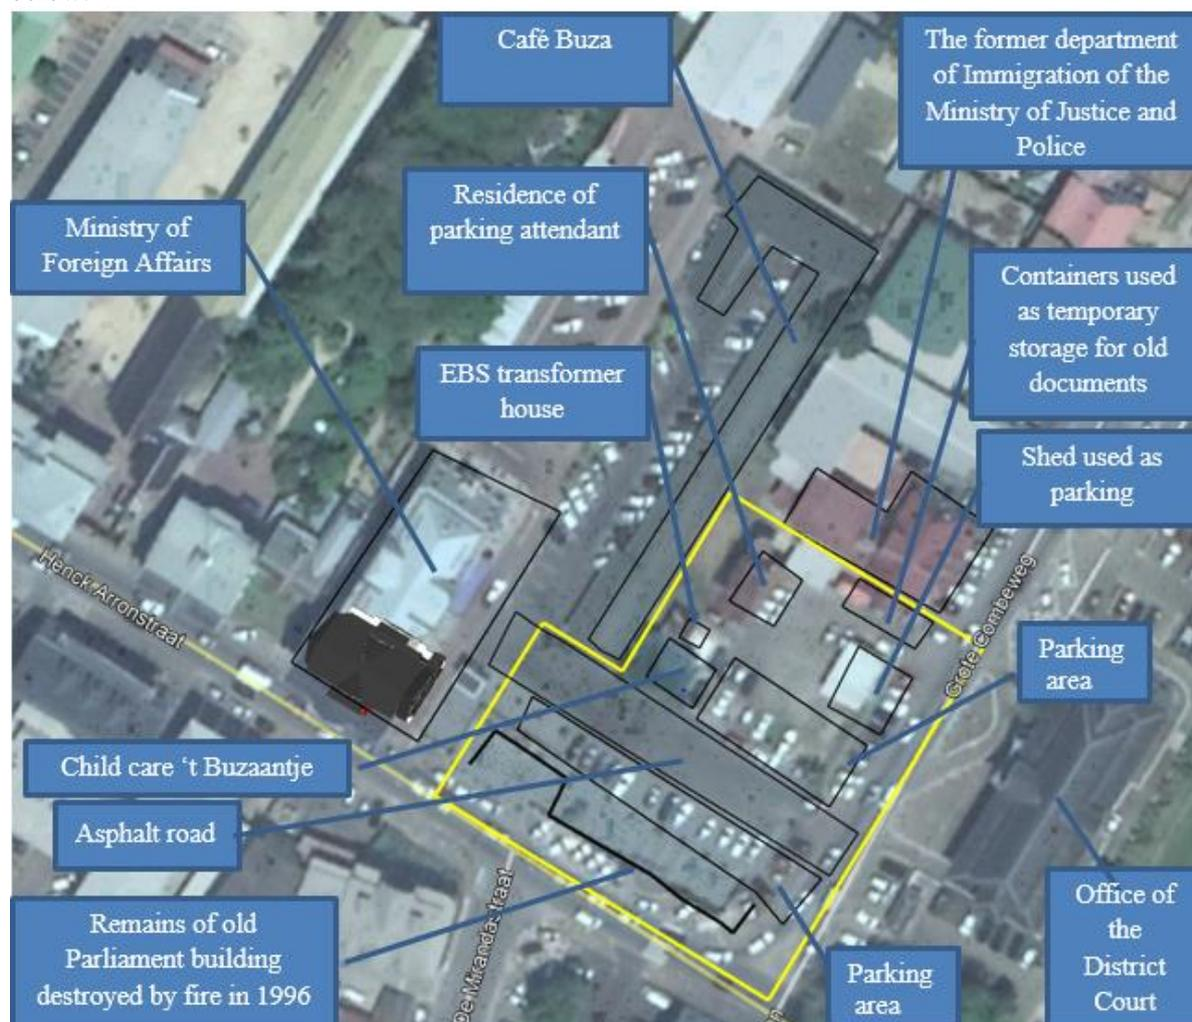 Café Buza
The former department
of Immigration of the
Ministry of Justice and
Police
Residence of
parking attendant
Ministry of
Foreign Affairs
Containers used
as temporary
storage for old
documents
EBS transformer
house
Shed used as
parking
Henck Arronstraat
Grote Combeweg
Parking
area
Child care ‘t Buzaantje
Asphalt road
De Mirandastraat
Remains of old
Parliament building
destroyed by fire in 1996
Parking
area
Office of
the
District
Court